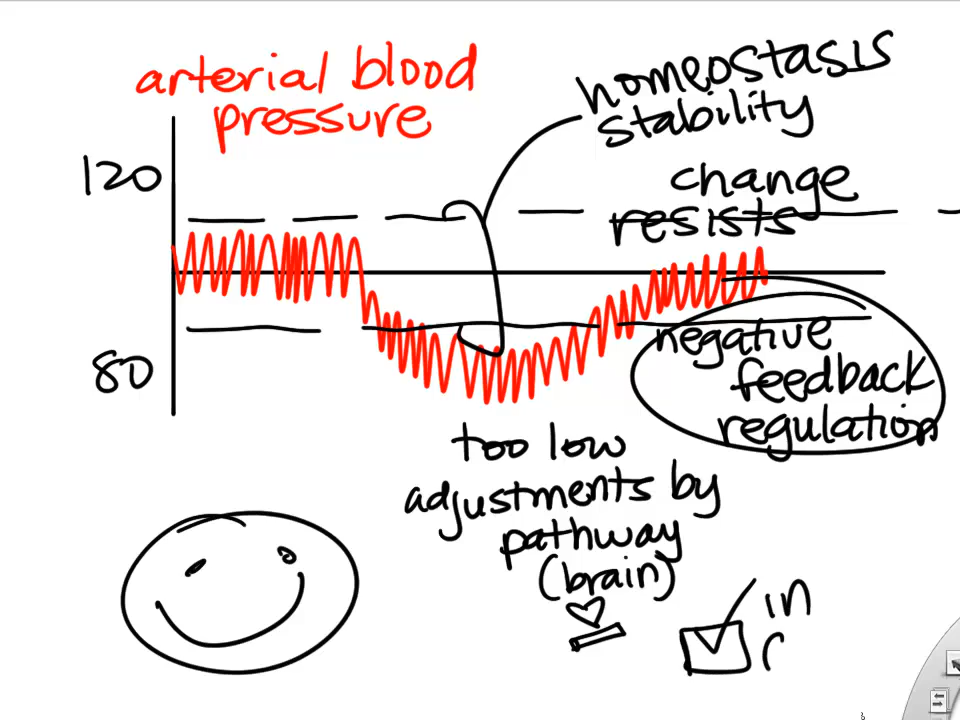 arterial blood
pressure
homeostasis
stability
change
resists
120
80
negative
feedback
regulation
too low
adjustments by
pathway
(brain)
in